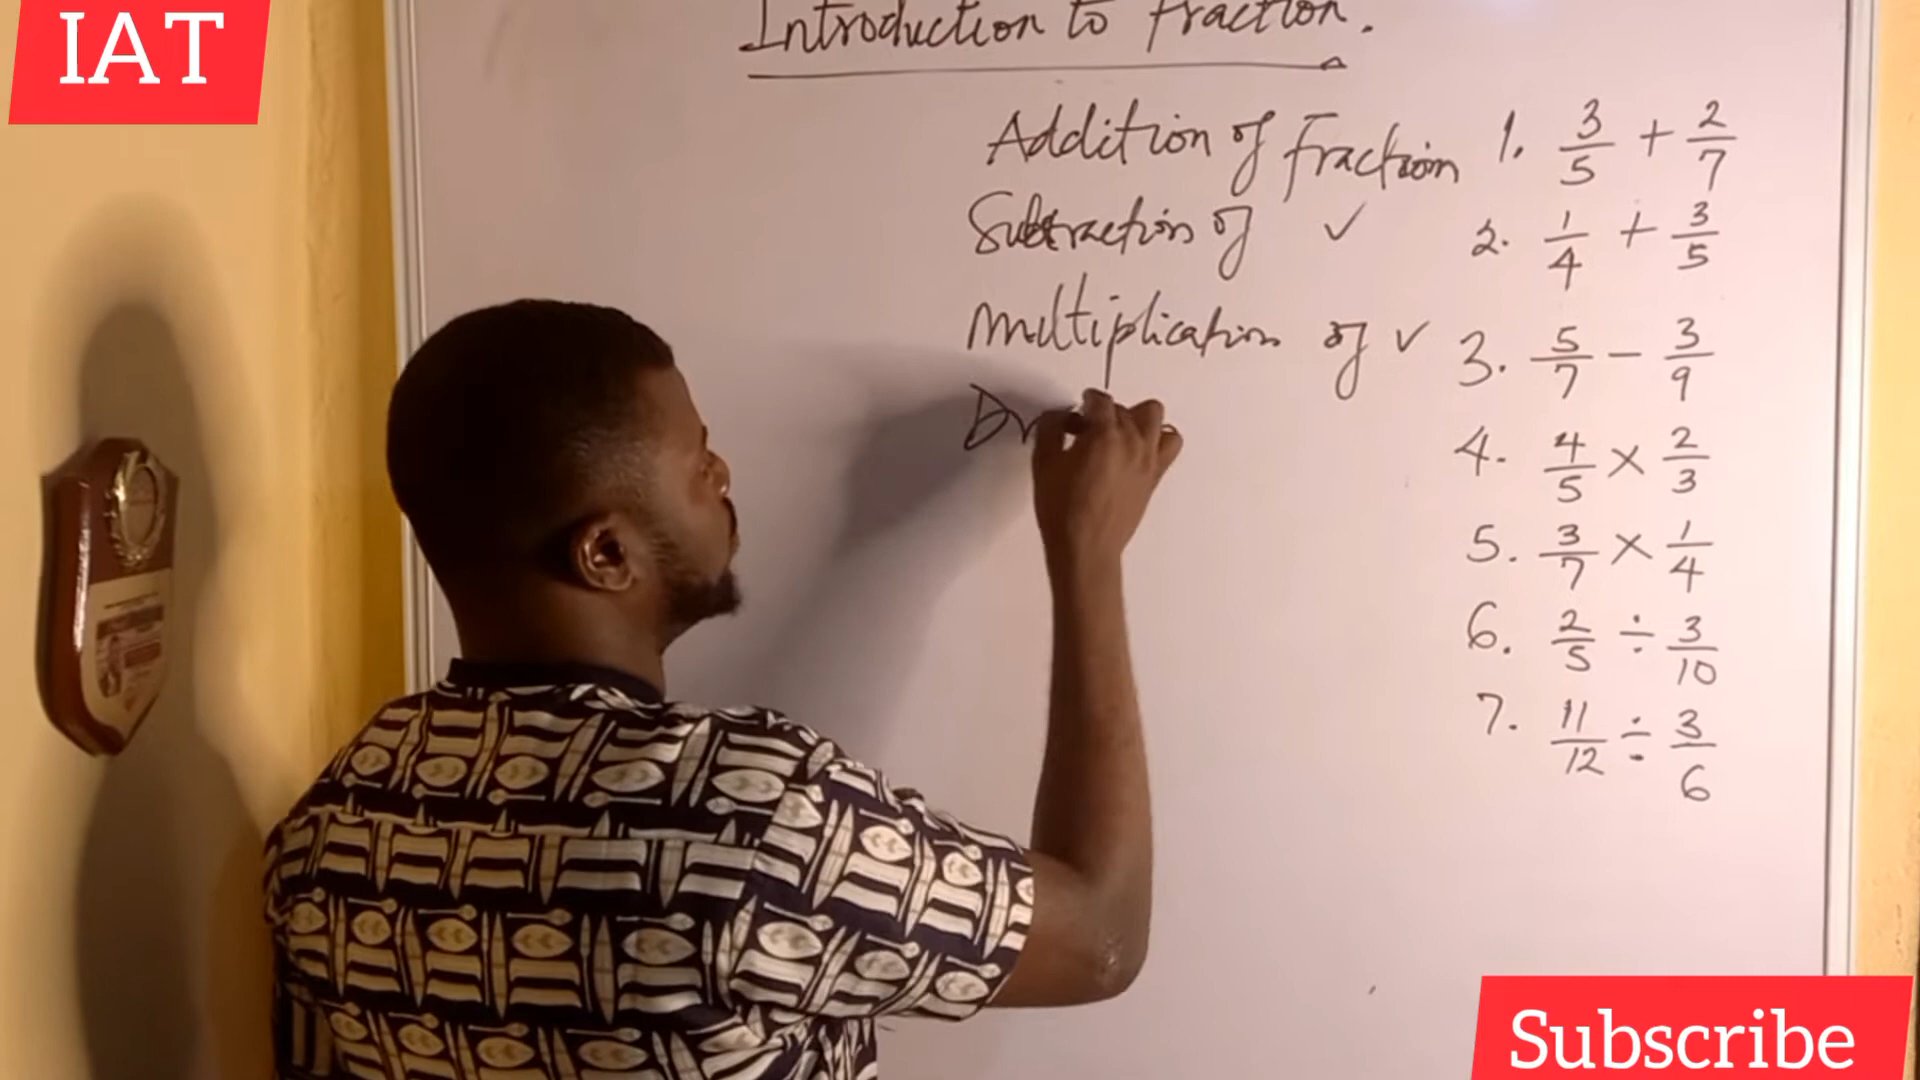 IAT
Introduction to Fraction.
Addition of Fraction
Subtraction of ✓
Multiplication of ✓
1. 3/5 + 2/7
2. 1/4 + 3/5
3. 5/7 - 3/9
4. 4/5 × 2/3
5. 3/7 × 1/4
6. 2/5 ÷ 3/10
7. 11/12 ÷ 3/6
Subscribe